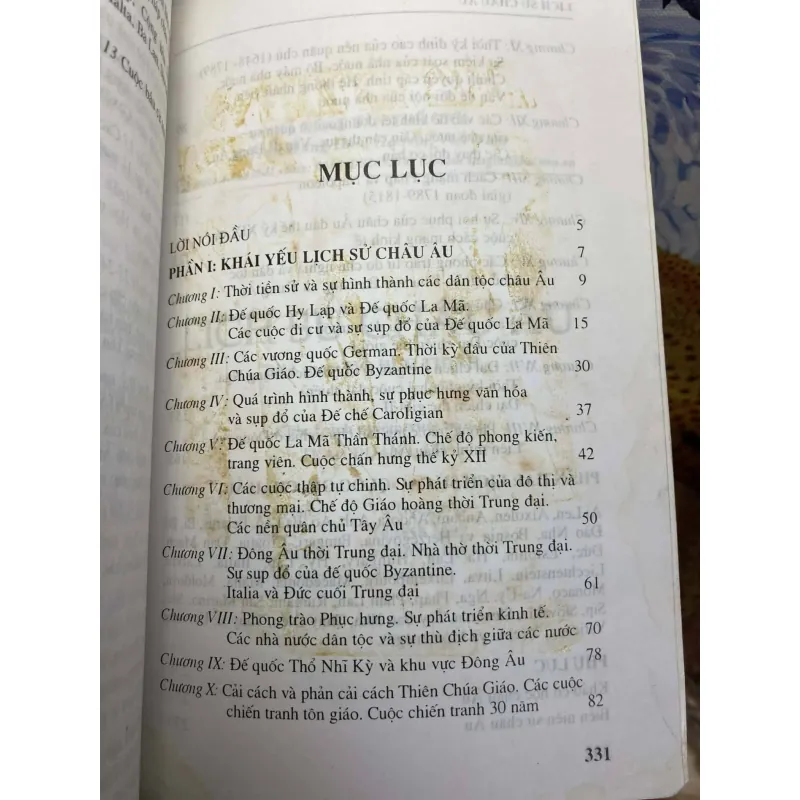 13 Cuộc
MỤC LỤC
LỜI NÓI ĐẦU 5
PHẦN I: KHÁI YẾU LỊCH SỬ CHÂU ÂU 7
Chương I: Thời tiền sử và sự hình thành các dân tộc châu Âu 9
Chương II: Đế quốc Hy Lạp và Đế quốc La Mã.
Các cuộc di cư và sự sụp đổ của Đế quốc La Mã 15
Chương III: Các vương quốc German. Thời kỳ đầu của Thiên
Chúa Giáo. Đế quốc Byzantine 30
Chương IV: Quá trình hình thành, sự phục hưng văn hóa
và sụp đổ của Đế chế Caroligian 37
Chương V: Đế quốc La Mã Thần Thánh. Chế độ phong kiến,
trang viên. Cuộc chấn hưng thế kỷ XII 42
Chương VI: Các cuộc thập tự chinh. Sự phát triển của đô thị và
thương mại. Chế độ Giáo hoàng thời Trung đại.
Các nền quân chủ Tây Âu 50
Chương VII: Đông Âu thời Trung đại. Nhà thờ thời Trung đại.
Sự sụp đổ của đế quốc Byzantine.
Italia và Đức cuối Trung đại 61
Chương VIII: Phong trào Phục hưng. Sự phát triển kinh tế.
Các nhà nước dân tộc và sự thù địch giữa các nước 70
Chương IX: Đế quốc Thổ Nhĩ Kỳ và khu vực Đông Âu 78
Chương X: Cải cách và phản cải cách Thiên Chúa Giáo. Các cuộc
chiến tranh tôn giáo. Cuộc chiến tranh 30 năm 82
331